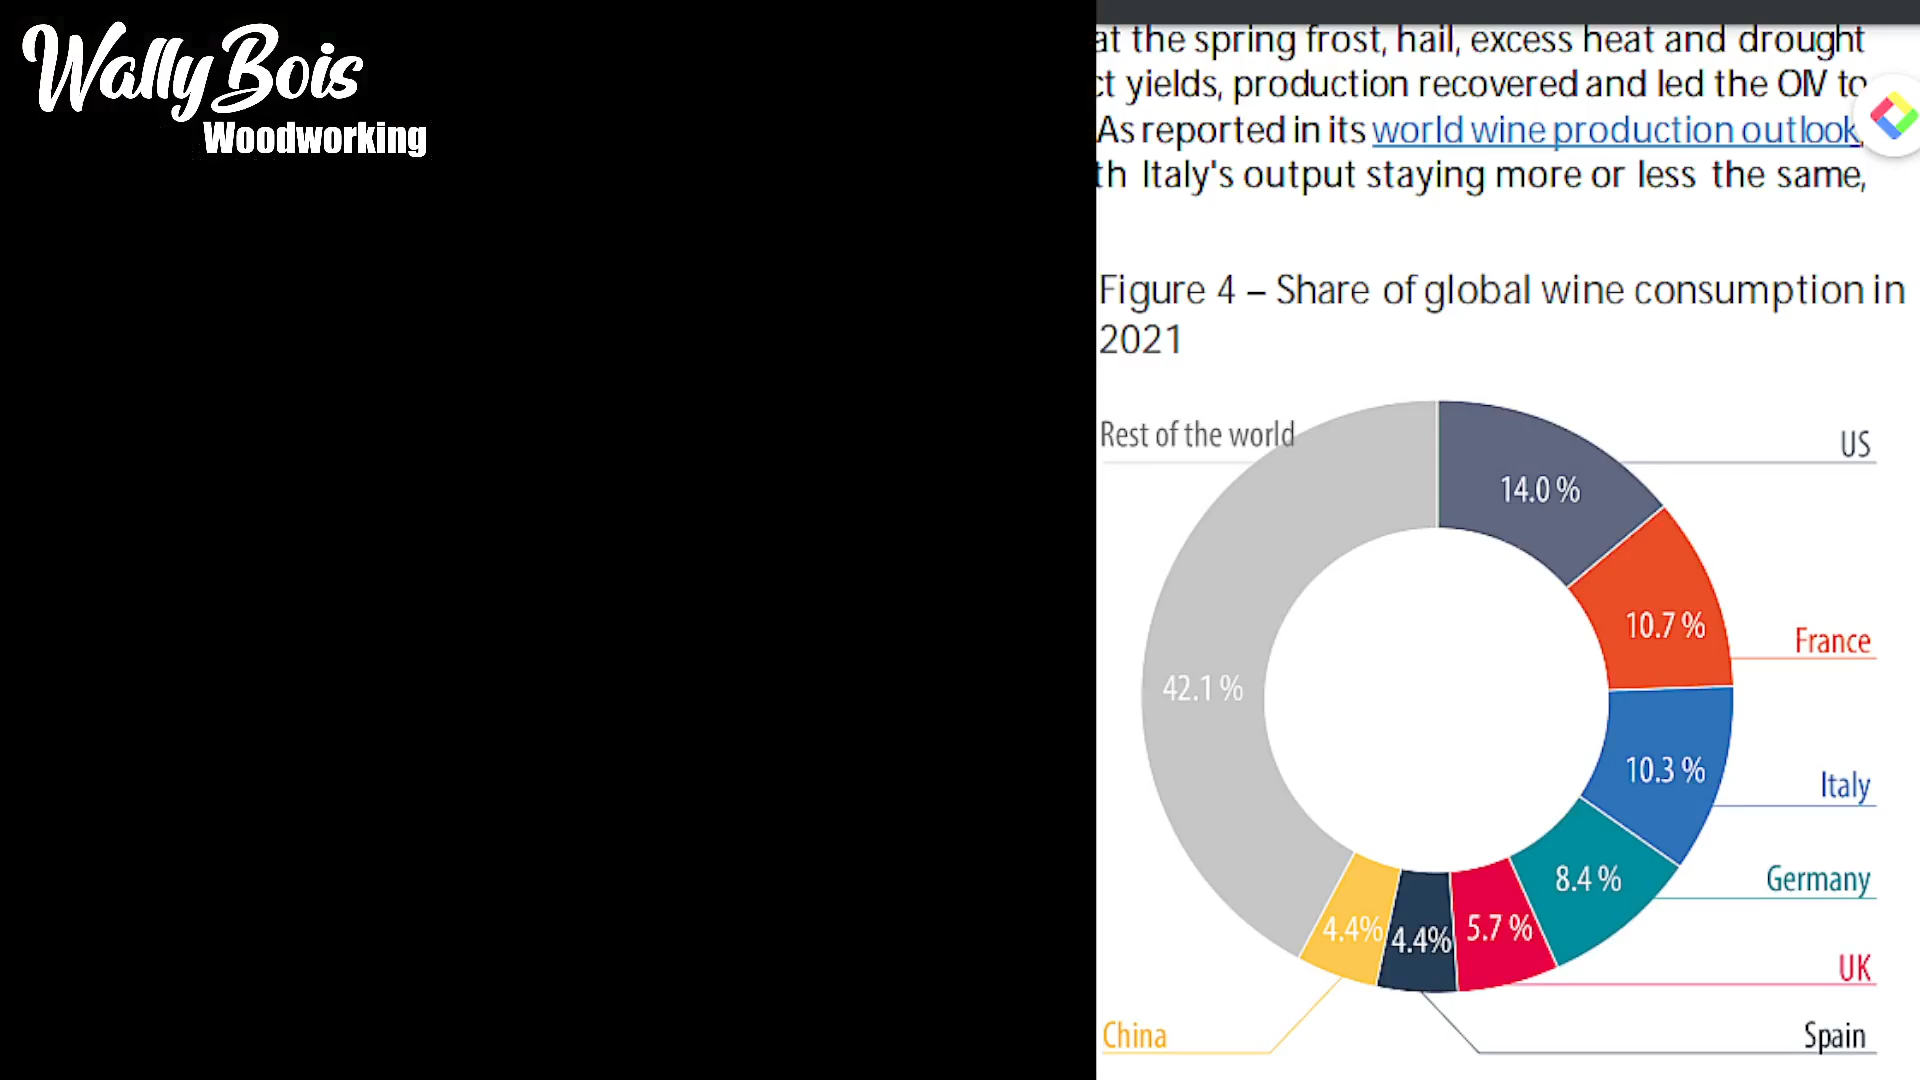 Wally Bois
Woodworking
at the spring frost, hail, excess heat and drought
ct yields, production recovered and led the OIV to
As reported in its world wine production outlook,
th Italy's output staying more or less the same,
Figure 4 – Share of global wine consumption in
2021
Rest of the world
US
14.0 %
10.7 %
France
42.1 %
10.3 %
Italy
8.4 %
Germany
4.4%
4.4%
5.7 %
UK
China
Spain